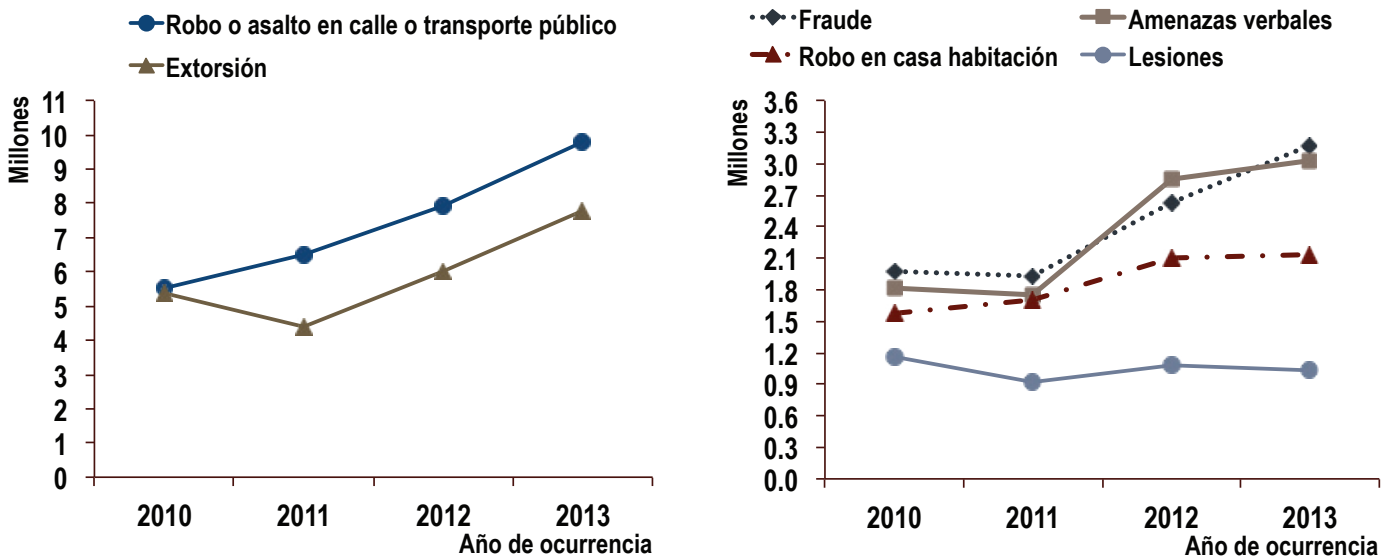 Robo o asalto en calle o transporte público
Extorsión
Millones
11
10
9
8
7
6
5
4
3
2
1
0
2010 2011 2012 2013
Año de ocurrencia
Fraude Amenazas verbales
Robo en casa habitación Lesiones
Millones
3.6
3.3
3.0
2.7
2.4
2.1
1.8
1.5
1.2
0.9
0.6
0.3
0.0
2010 2011 2012 2013
Año de ocurrencia